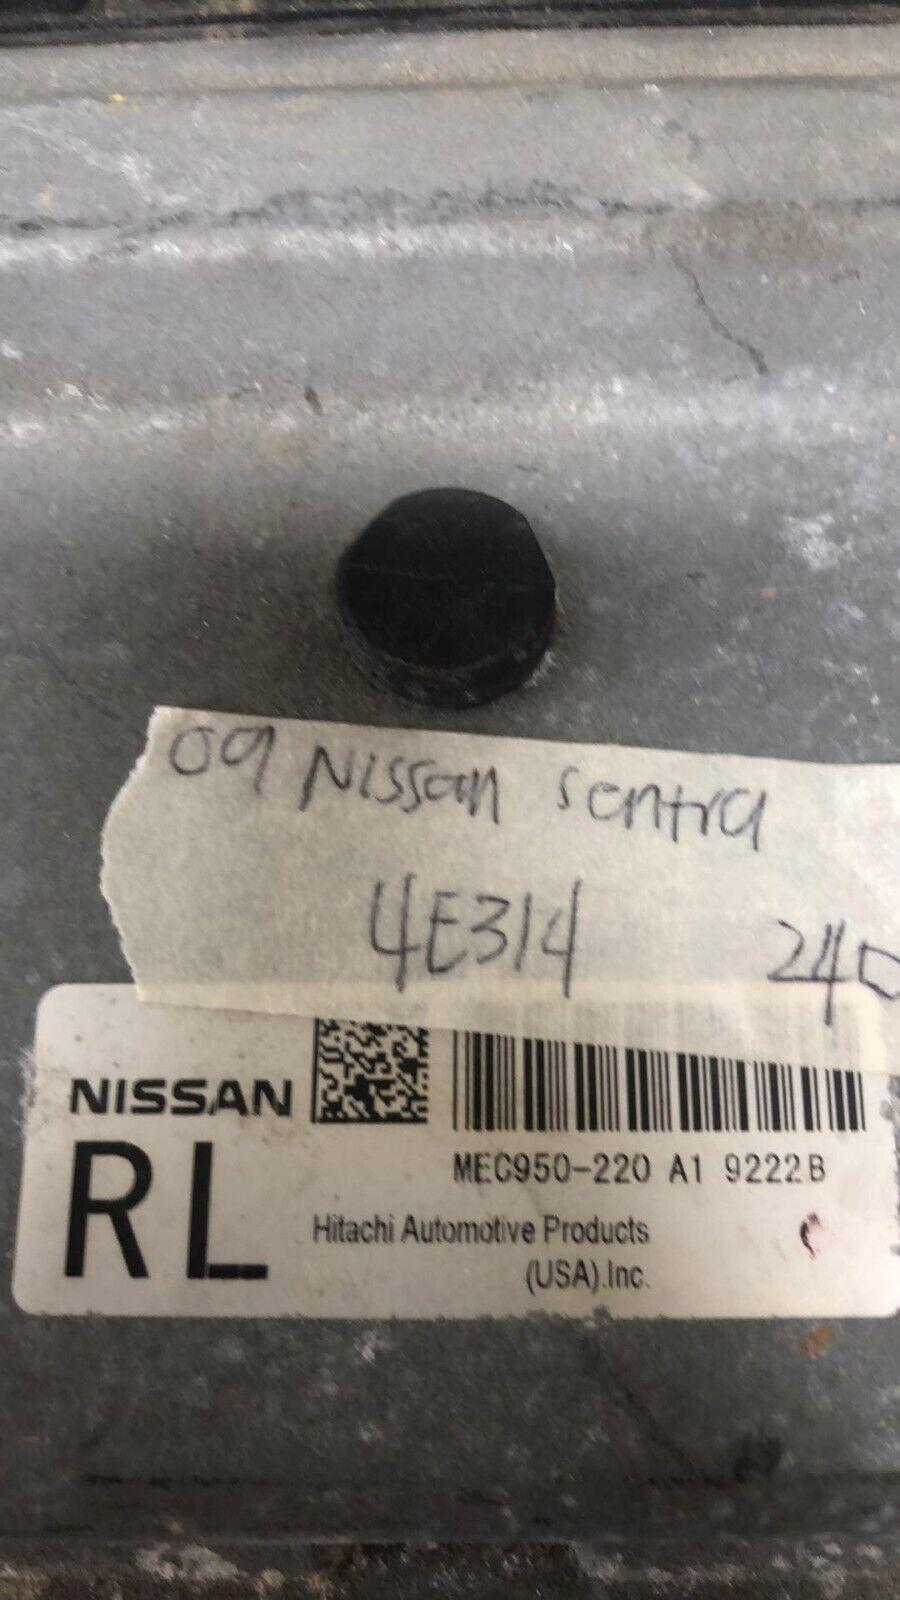 09 Nissan Sentra
4E314 240
NISSAN
RL
MEC950-220 A1 9222B
Hitachi Automotive Products
(USA).Inc.